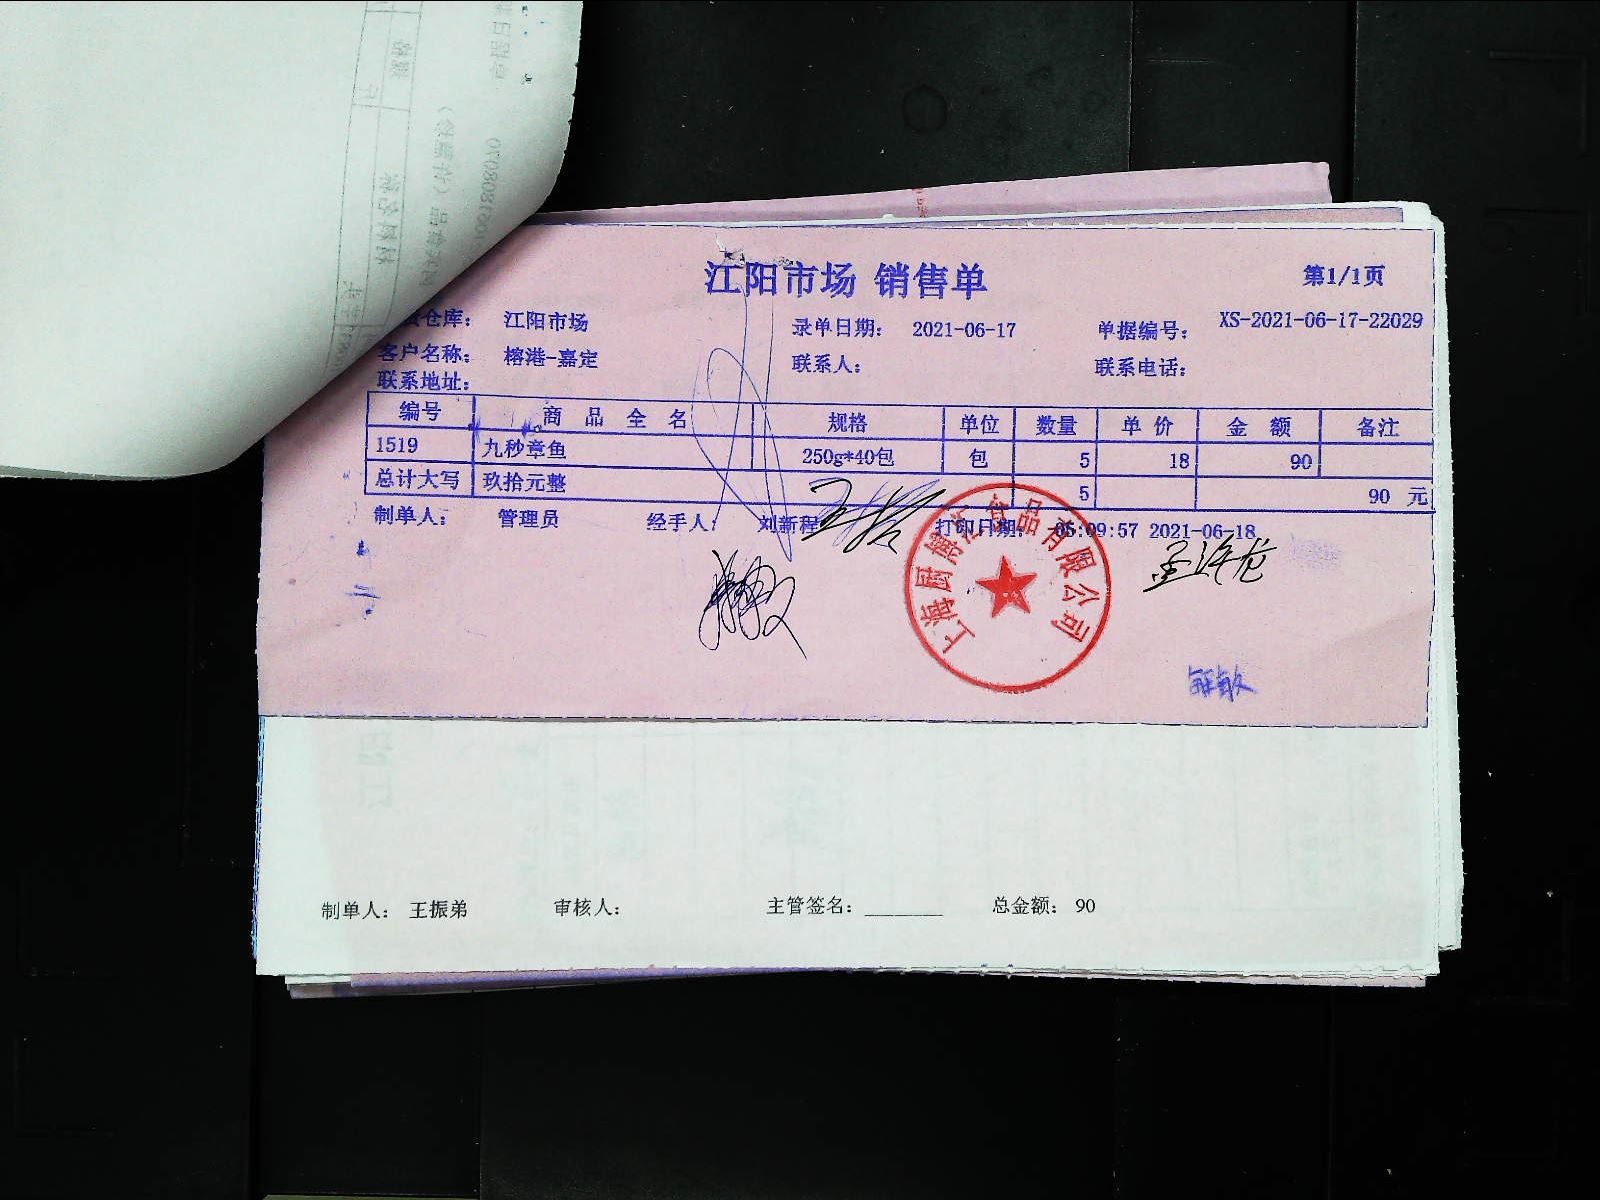 江阳市场 销售单
第1/1页
仓库： 江阳市场 录单日期： 2021-06-17 单据编号： XS-2021-06-17-22029
客户名称： 榕港-嘉定 联系人： 联系电话：
联系地址：
编号 商 品 全 名 规格 单位 数量 单 价 金 额 备注
1519 九秒章鱼 250g*40包 包 5 18 90
总计大写 玖拾元整 5 90 元
制单人： 管理员 经手人： 刘新程 打印日期： 05:09:57 2021-06-18
制单人： 王振弟 审核人： 主管签名：_______ 总金额： 90